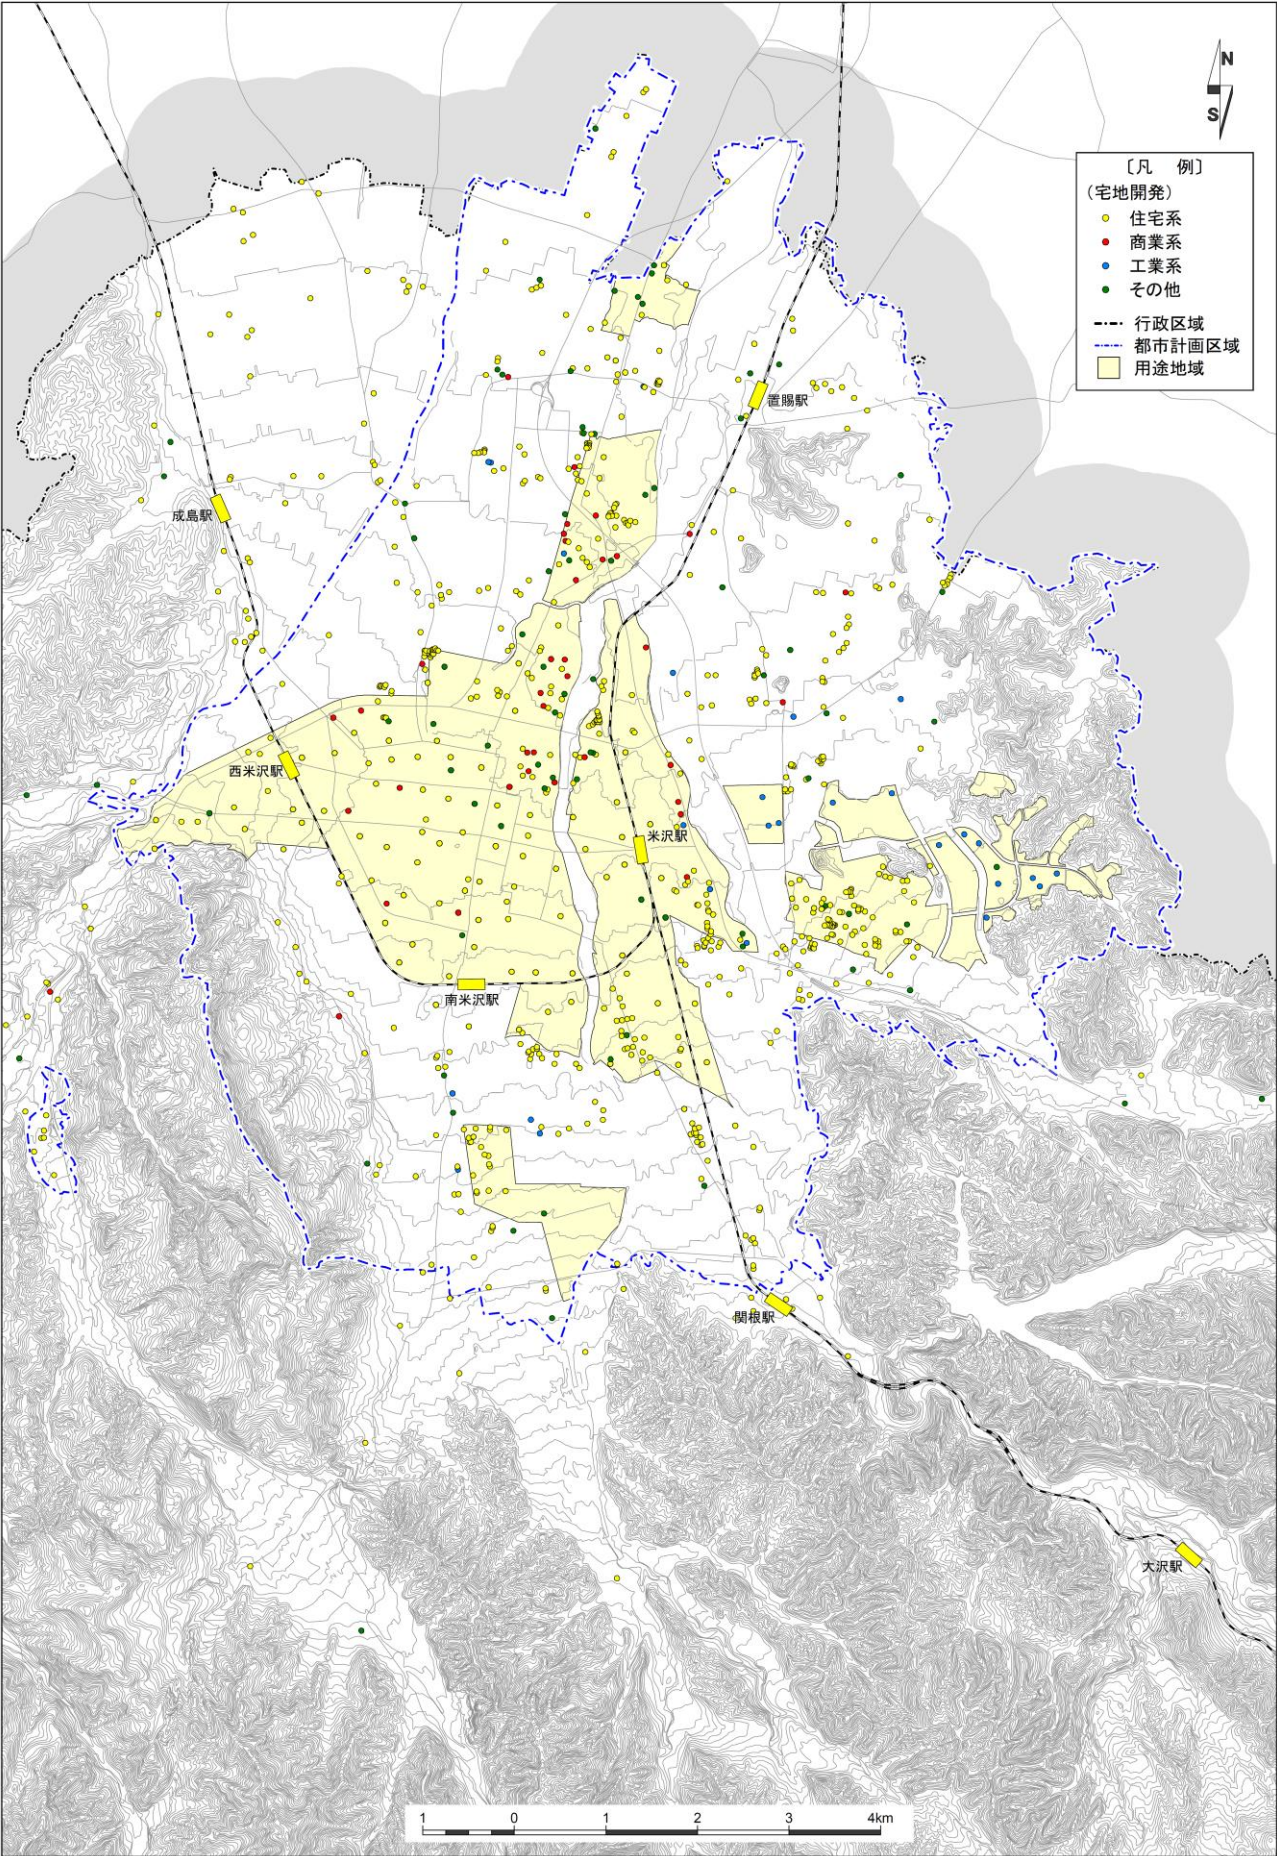 N
S
〔凡　例〕
（宅地開発）
住宅系
商業系
工業系
その他
行政区域
都市計画区域
用途地域
置賜駅
成島駅
西米沢駅
米沢駅
南米沢駅
関根駅
大沢駅
1 0 1 2 3 4km